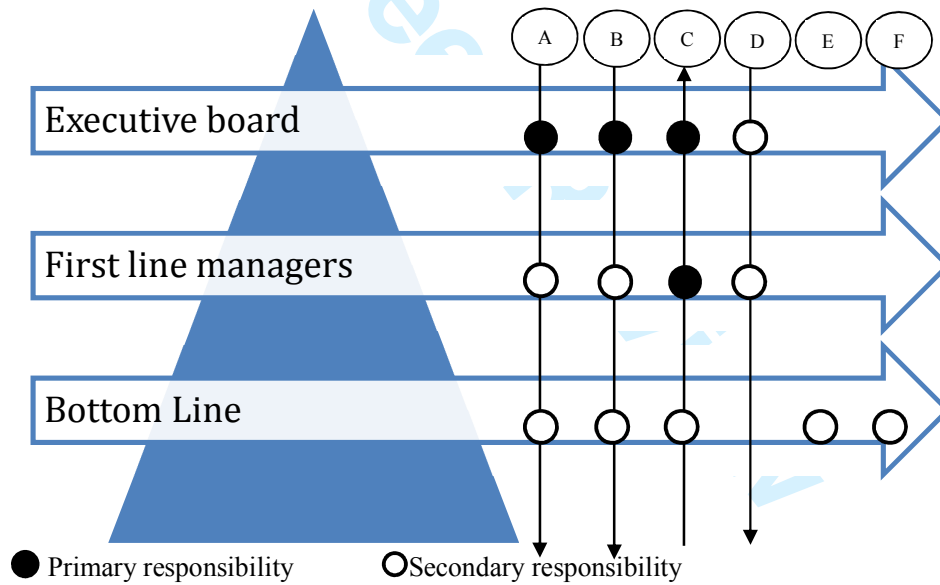 A B C D E F
Executive board
First line managers
Bottom Line
Primary responsibility Secondary responsibility